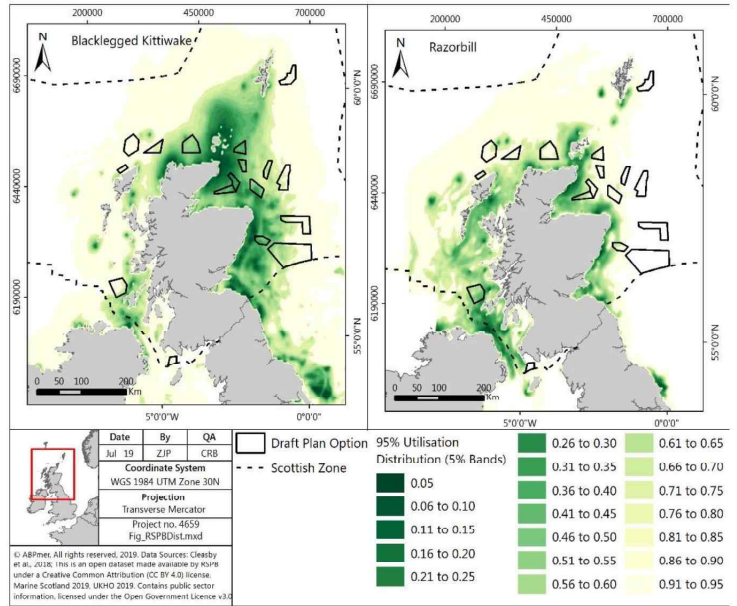 200000 450000 700000
N
Blacklegged Kittiwake
6690000
6440000
6190000
60°0'0"N
55°0'0"N
0 50 100 200
Km
5°0'0"W 0°0'0"
200000 450000 700000
N
Razorbill
6690000
6440000
6190000
60°0'0"N
55°0'0"N
0 50 100 200
Km
5°0'0"W 0°0'0"
Date By QA
Jul 19 ZJP CRB
Coordinate System
WGS 1984 UTM Zone 30N
Projection
Transverse Mercator
Project no. 4659
Fig_RSPBDist.mxd
© ABPmer, All rights reserved, 2019. Data Sources: Cleasby
et al., 2018; This is an open dataset made available by RSPB
under a Creative Common Attribution (CC BY 4.0) license,
Marine Scotland 2019, UKHO 2019. Contains public sector
information, licensed under the Open Government Licence v3.0
Draft Plan Option
Scottish Zone
95% Utilisation
Distribution (5% Bands)
0.05
0.06 to 0.10
0.11 to 0.15
0.16 to 0.20
0.21 to 0.25
0.26 to 0.30
0.31 to 0.35
0.36 to 0.40
0.41 to 0.45
0.46 to 0.50
0.51 to 0.55
0.56 to 0.60
0.61 to 0.65
0.66 to 0.70
0.71 to 0.75
0.76 to 0.80
0.81 to 0.85
0.86 to 0.90
0.91 to 0.95